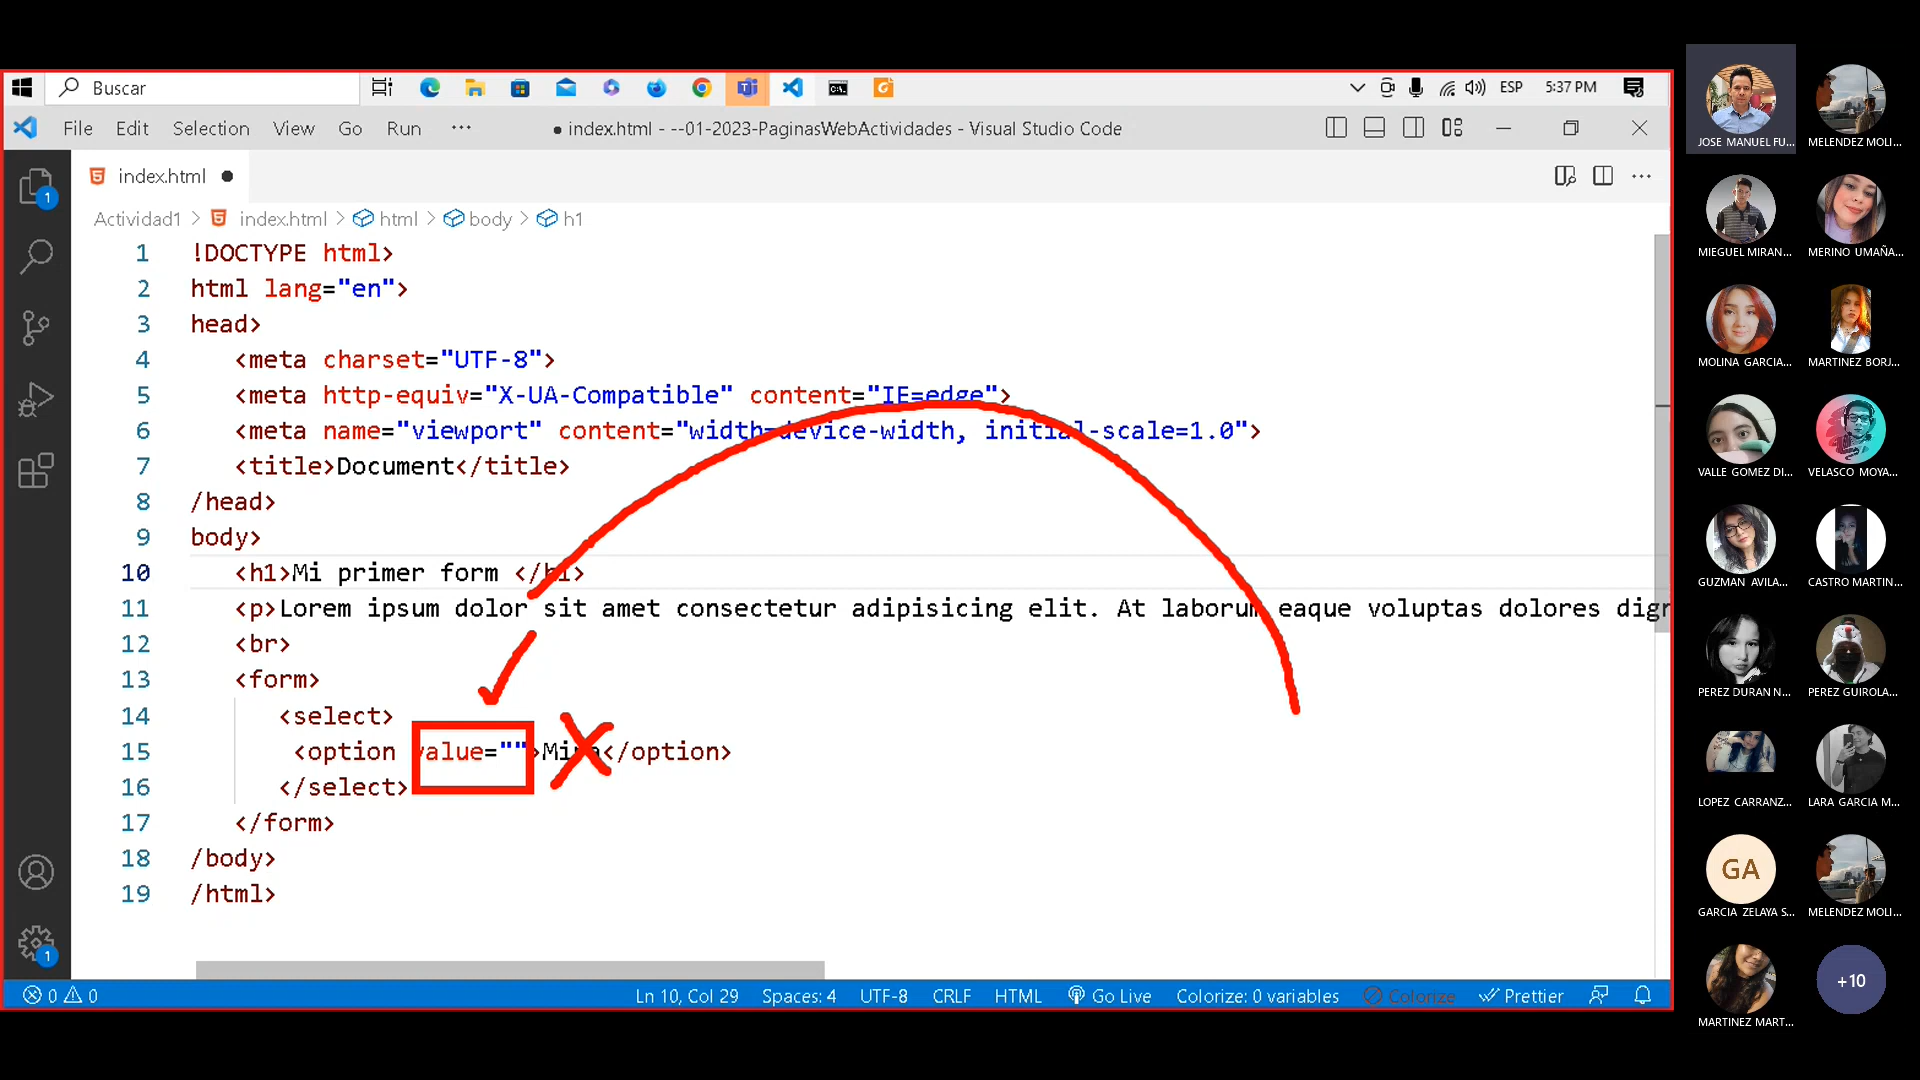 Buscar
ESP
5:37 PM
File Edit Selection View Go Run ···
● index.html - --01-2023-PaginasWebActividades - Visual Studio Code
index.html
Actividad1 > index.html > html > body > h1
1 !DOCTYPE html>
2 html lang="en">
3 head>
4 <meta charset="UTF-8">
5 <meta http-equiv="X-UA-Compatible" content="IE=edge">
6 <meta name="viewport" content="width=device-width, initial-scale=1.0">
7 <title>Document</title>
8 /head>
9 body>
10 <h1>Mi primer form </h1>
11 <p>Lorem ipsum dolor sit amet consectetur adipisicing elit. At laborum eaque voluptas dolores digr
12 <br>
13 <form>
14 <select>
15 <option value=""></option>
16 </select>
17 </form>
18 /body>
19 /html>
1
1
0 0
Ln 10, Col 29 Spaces: 4 UTF-8 CRLF HTML Go Live Colorize: 0 variables Colorize Prettier
JOSE MANUEL FU...
MELENDEZ MOLI...
MIEGUEL MIRAN...
MERINO UMAÑA...
MOLINA GARCIA...
MARTINEZ BORJ...
VALLE GOMEZ DI...
VELASCO MOYA...
GUZMAN AVILA...
CASTRO MARTIN...
PEREZ DURAN N...
PEREZ GUIROLA...
LOPEZ CARRANZ...
LARA GARCIA M...
GA
GARCIA ZELAYA S...
MELENDEZ MOLI...
MARTINEZ MART...
+10